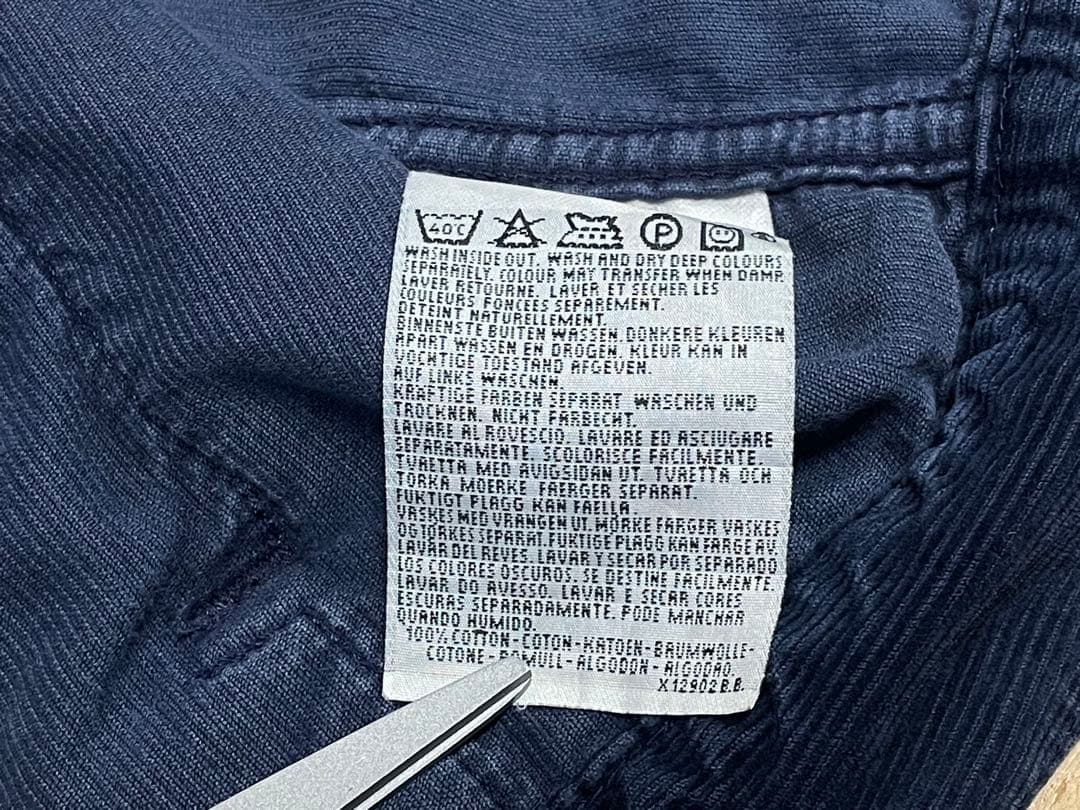 40C P
WASH INSIDE OUT. WASH AND DRY DEEP COLOURS
SEPARATELY. COLOUR MAY TRANSFER WHEN DAMP.
LAVER RETOURNE. LAVER ET SECHER LES
COULEURS FONCEES SEPAREMENT.
DETEINT NATURELLEMENT.
BINNENSTE BUITEN WASSEN. DONKERE KLEUREN
APART WASSEN EN DROGEN. KLEUR KAN IN
VOCHTIGE TOESTAND AFGEVEN.
AUF LINKS WASCHEN.
KRAFTIGE FARBEN SEPARAT WASCHEN UND
TROCKNEN. NICHT FARBECHT.
LAVARE AL ROVESCIO. LAVARE ED ASCIUGARE
SEPARATAMENTE. SCOLORISCE FACILMENTE.
TVAETTA MED AVIGSIDAN UT. TVAETTA OCH
TORKA MOERKE FAERGER SEPARAT.
FUKTIGT PLAGG KAN FAELLA
VASKES MED VRANGEN UT. MÖRKE FARGER VASKES
OG TORKES SEPARAT. FUKTIGE PLAGG KAN FARGE AV.
LAVAR DEL REVES. LAVAR Y SECAR POR SEPARADO
LOS COLORES OSCUROS. SE DESTINE FACILMENTE.
LAVAR DO AVESSO. LAVAR E SECAR CORES
ESCURAS SEPARADAMENTE. PODE MANCHAR
QUANDO HUMIDO.
100% COTTON-COTON-KATOEN-BAUMWOLLE-
COTONE-BOMULL-ALGODON-ALGODAO.
X12902 B.B.